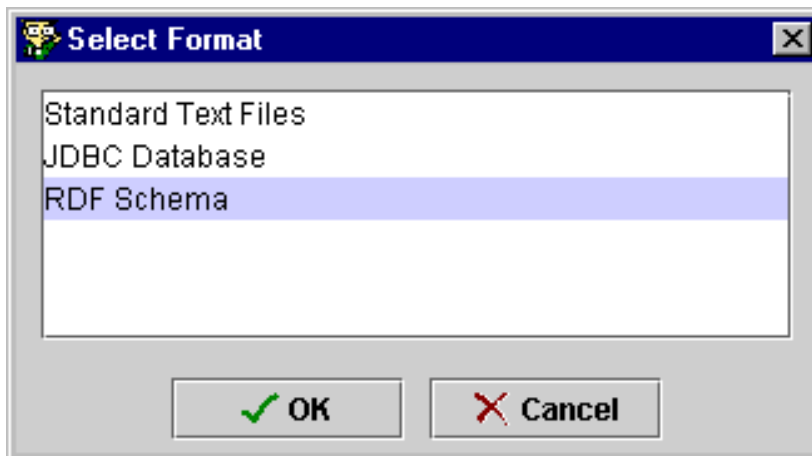 Select Format
Standard Text Files
JDBC Database
RDF Schema
OK
Cancel